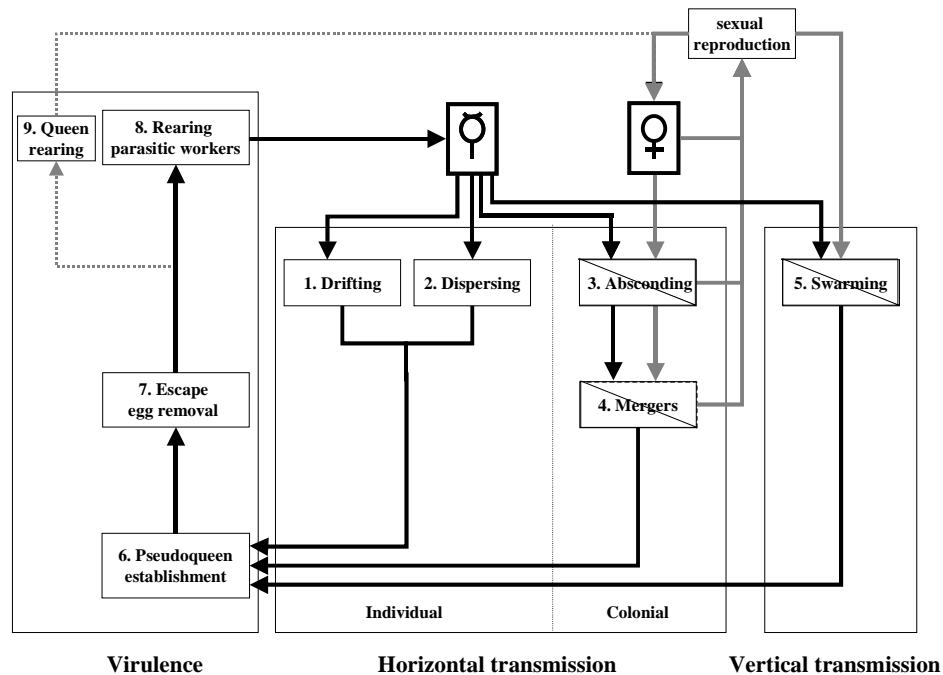 sexual
reproduction
9. Queen
rearing
8. Rearing
parasitic workers
1. Drifting
2. Dispersing
3. Absconding
5. Swarming
7. Escape
egg removal
4. Mergers
6. Pseudoqueen
establishment
Individual
Colonial
Virulence
Horizontal transmission
Vertical transmission